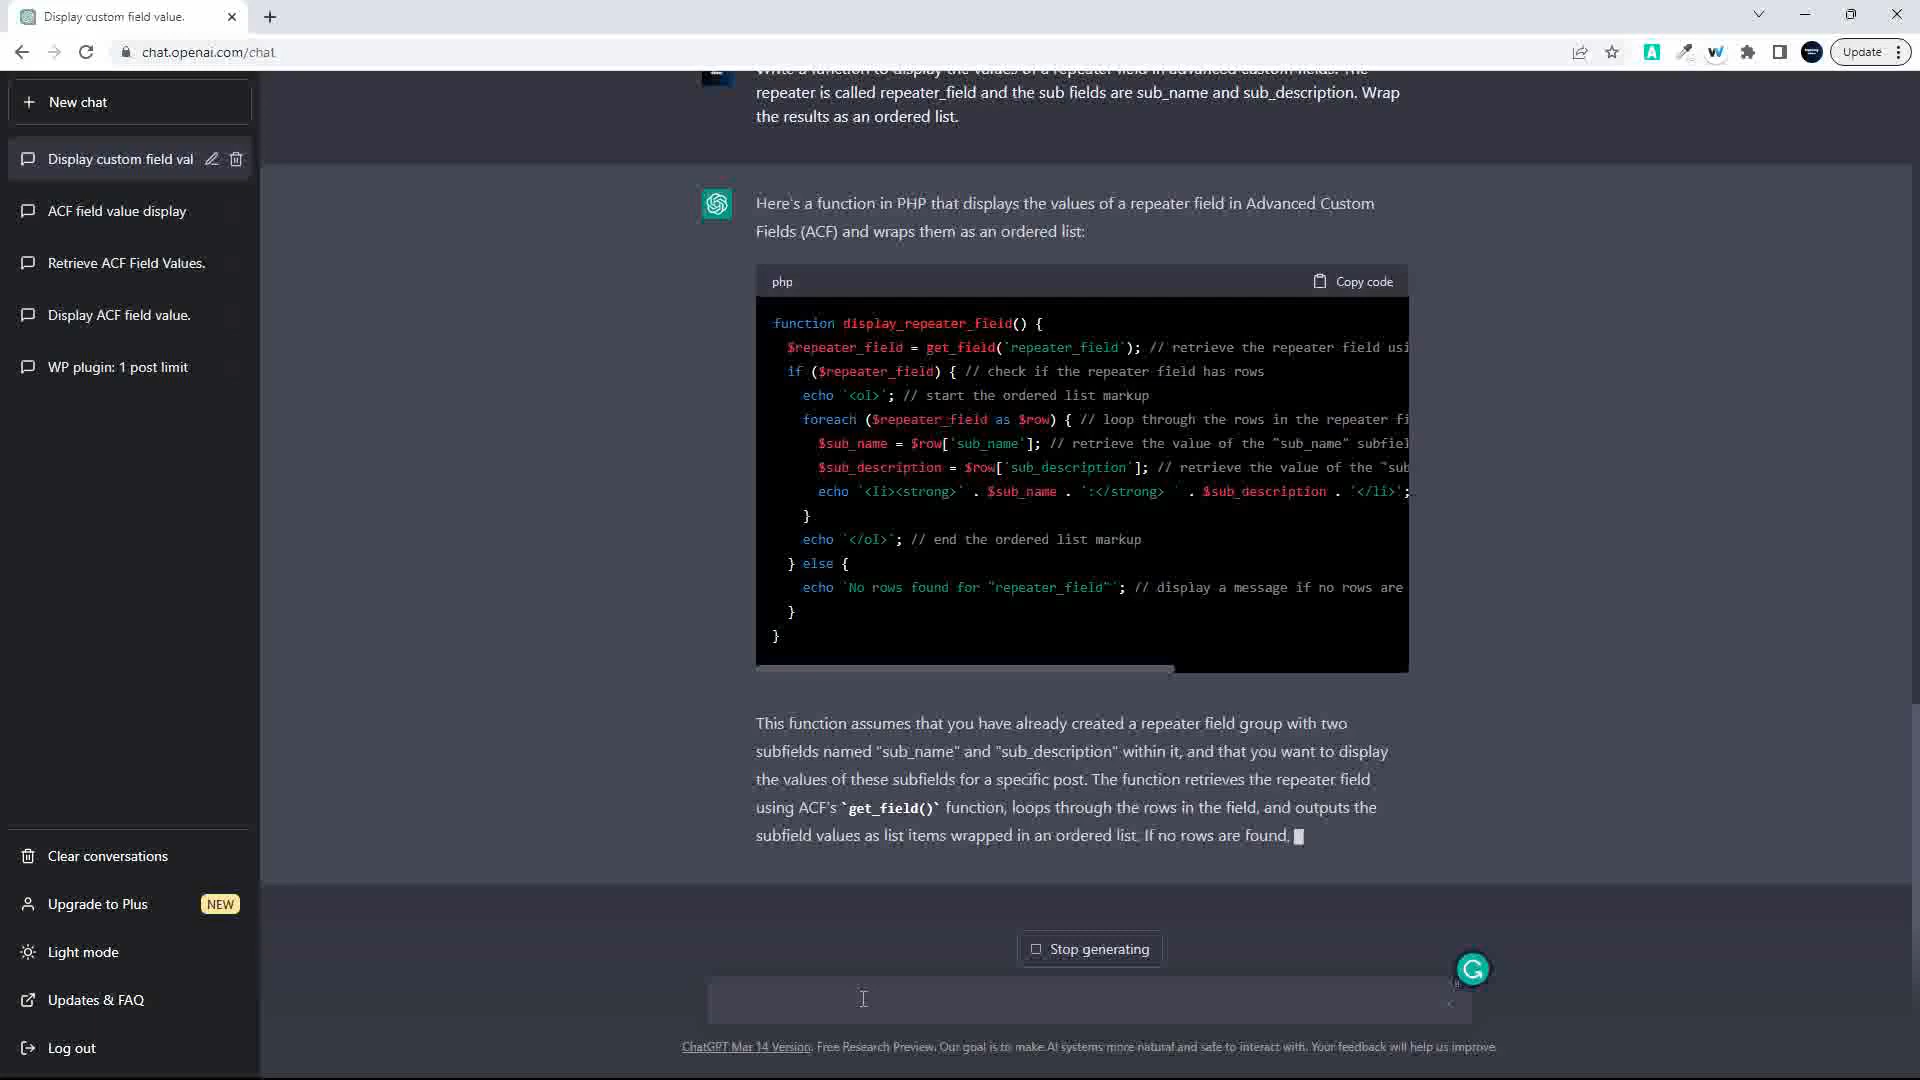 Display custom field value.
chat.openai.com/chat
Update
New chat
Display custom field val
ACF field value display
Retrieve ACF Field Values.
Display ACF field value.
WP plugin: 1 post limit
Clear conversations
Upgrade to Plus NEW
Light mode
Updates & FAQ
Log out
Write a function to display the values of a repeater field in advanced custom fields. The
repeater is called repeater_field and the sub fields are sub_name and sub_description. Wrap
the results as an ordered list.
Here's a function in PHP that displays the values of a repeater field in Advanced Custom
Fields (ACF) and wraps them as an ordered list:
php Copy code
function display_repeater_field() {
$repeater_field = get_field('repeater_field'); // retrieve the repeater field usi
if ($repeater_field) { // check if the repeater field has rows
echo '<ol>'; // start the ordered list markup
foreach ($repeater_field as $row) { // loop through the rows in the repeater fi
$sub_name = $row['sub_name']; // retrieve the value of the "sub_name" subfiel
$sub_description = $row['sub_description']; // retrieve the value of the "sub
echo '<li><strong>' . $sub_name . ':</strong> ' . $sub_description . '</li>';
}
echo '</ol>'; // end the ordered list markup
} else {
echo 'No rows found for "repeater_field"'; // display a message if no rows are
}
}
This function assumes that you have already created a repeater field group with two
subfields named "sub_name" and "sub_description" within it, and that you want to display
the values of these subfields for a specific post. The function retrieves the repeater field
using ACF's `get_field()` function, loops through the rows in the field, and outputs the
subfield values as list items wrapped in an ordered list. If no rows are found,
Stop generating
ChatGPT Mar 14 Version. Free Research Preview. Our goal is to make AI systems more natural and safe to interact with. Your feedback will help us improve.